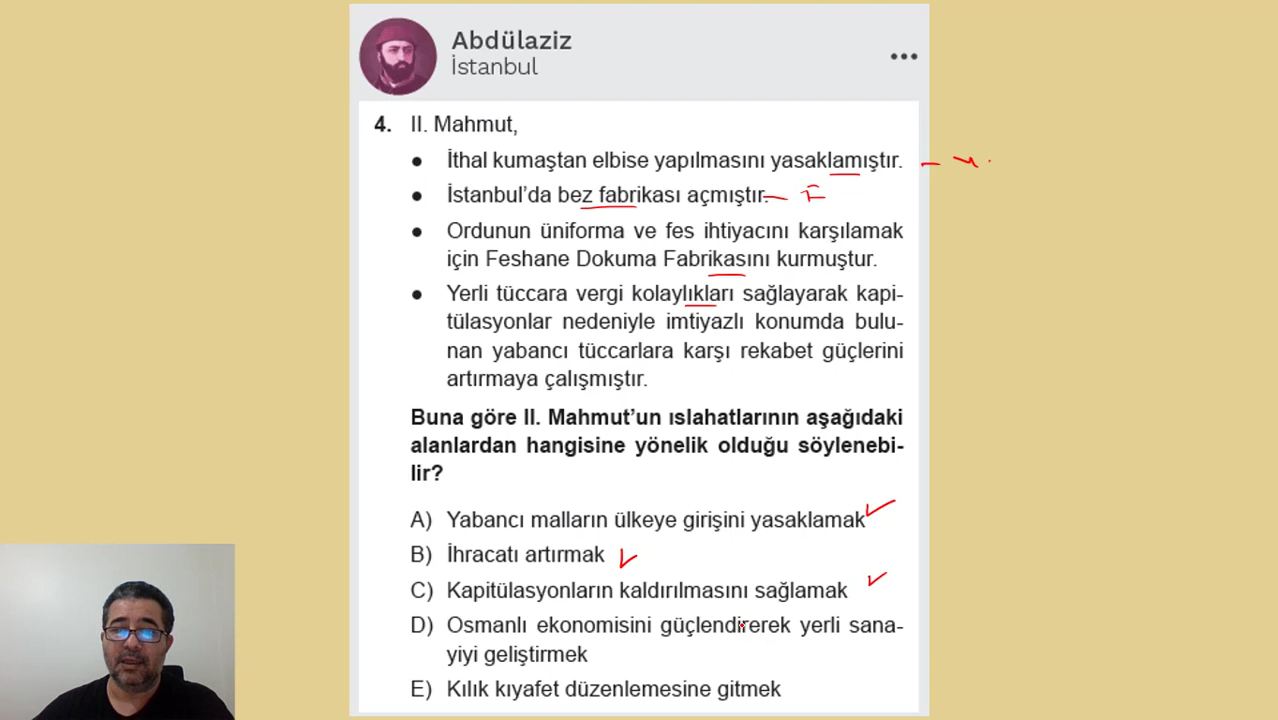 Abdülaziz
İstanbul
4. II. Mahmut,
● İthal kumaştan elbise yapılmasını yasaklamıştır.
● İstanbul'da bez fabrikası açmıştır.
● Ordunun üniforma ve fes ihtiyacını karşılamak
için Feshane Dokuma Fabrikasını kurmuştur.
● Yerli tüccara vergi kolaylıkları sağlayarak kapi-
tülasyonlar nedeniyle imtiyazlı konumda bulu-
nan yabancı tüccarlara karşı rekabet güçlerini
artırmaya çalışmıştır.
Buna göre II. Mahmut'un ıslahatlarının aşağıdaki
alanlardan hangisine yönelik olduğu söylenebi-
lir?
A) Yabancı malların ülkeye girişini yasaklamak
B) İhracatı artırmak
C) Kapitülasyonların kaldırılmasını sağlamak
D) Osmanlı ekonomisini güçlendirerek yerli sana-
yiyi geliştirmek
E) Kılık kıyafet düzenlemesine gitmek